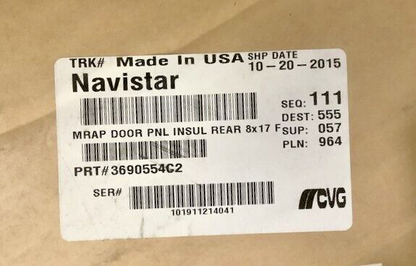 TRK# Made In USA SHP DATE
10-20-2015
Navistar
SEQ: 111
DEST: 555
MRAP DOOR PNL INSUL REAR 8x17 F SUP: 057
PLN: 964
PRT#3690554C2
SER#
101911214041
CVG